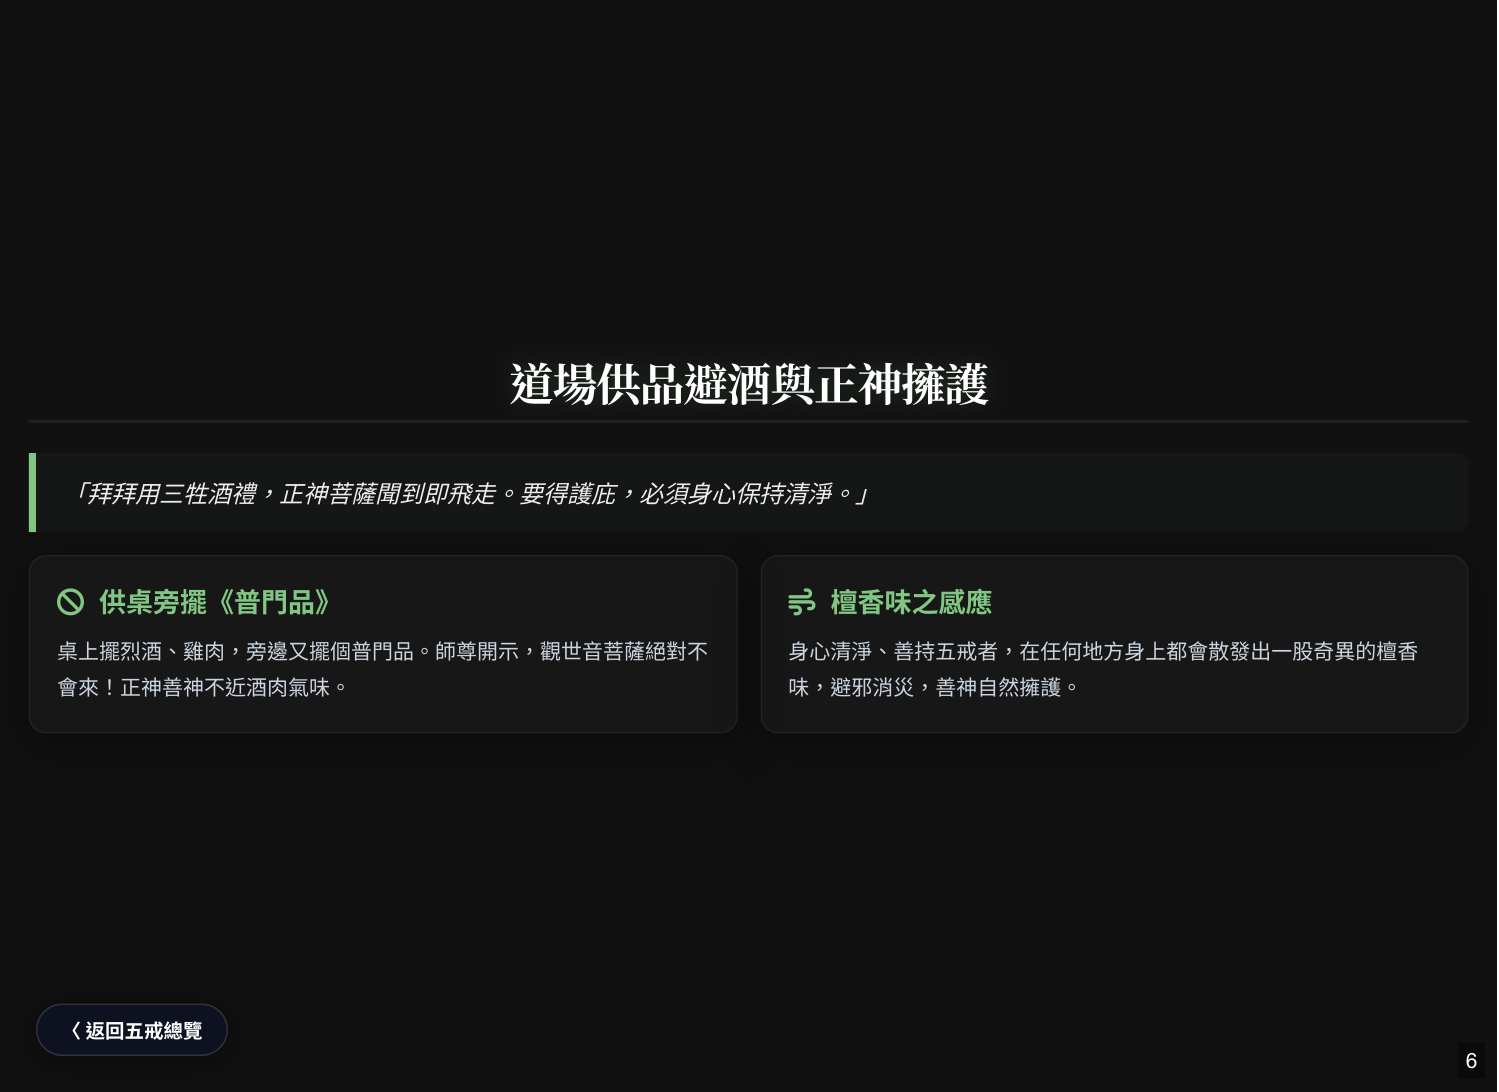 道場供品避酒與正神擁護
「拜拜用三牲酒禮，正神菩薩聞到即飛走。要得護庇，必須身心保持清淨。」
供桌旁擺《普門品》
桌上擺烈酒、雞肉，旁邊又擺個普門品。師尊開示，觀世音菩薩絕對不
會來！正神善神不近酒肉氣味。
檀香味之感應
身心清淨、善持五戒者，在任何地方身上都會散發出一股奇異的檀香
味，避邪消災，善神自然擁護。
〈 返回五戒總覽
6